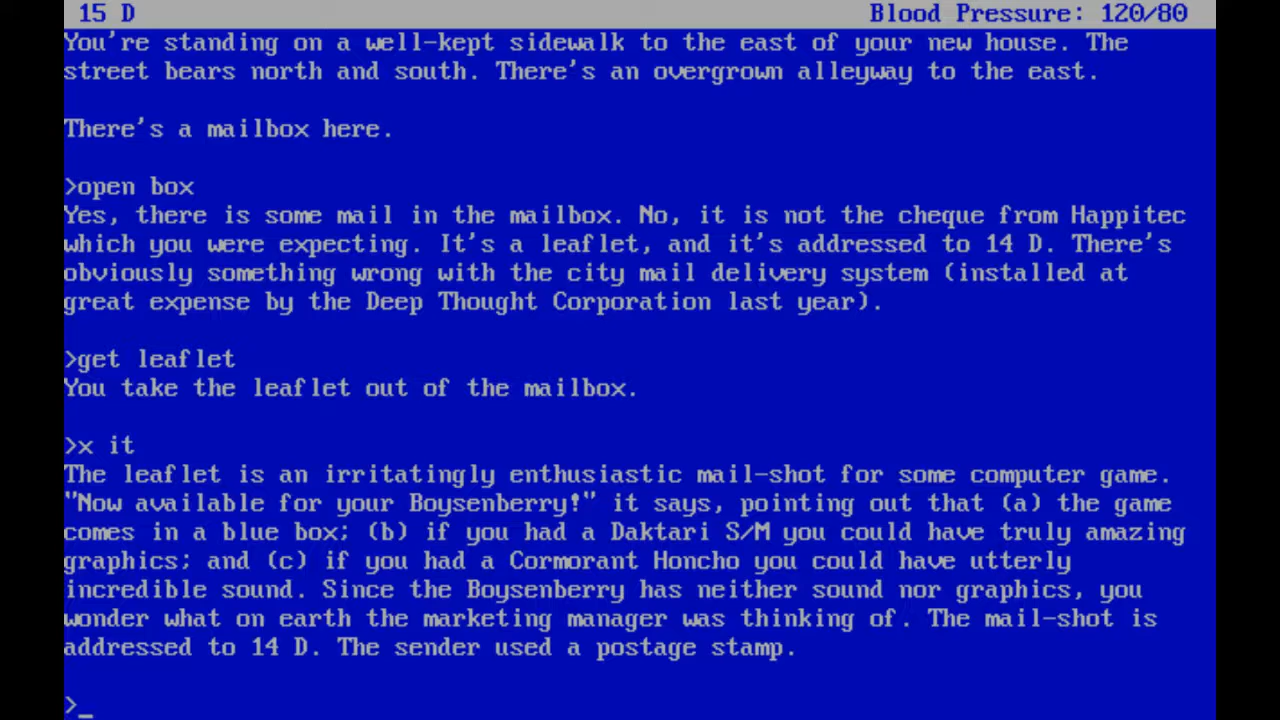 15 D Blood Pressure: 120/80
You're standing on a well-kept sidewalk to the east of your new house. The
street bears north and south. There's an overgrown alleyway to the east.
There's a mailbox here.
>open box
Yes, there is some mail in the mailbox. No, it is not the cheque from Happitec
which you were expecting. It's a leaflet, and it's addressed to 14 D. There's
obviously something wrong with the city mail delivery system (installed at
great expense by the Deep Thought Corporation last year).
>get leaflet
You take the leaflet out of the mailbox.
>x it
The leaflet is an irritatingly enthusiastic mail-shot for some computer game.
"Now available for your Boysenberry!" it says, pointing out that (a) the game
comes in a blue box; (b) if you had a Daktari S/M you could have truly amazing
graphics; and (c) if you had a Cormorant Honcho you could have utterly
incredible sound. Since the Boysenberry has neither sound nor graphics, you
wonder what on earth the marketing manager was thinking of. The mail-shot is
addressed to 14 D. The sender used a postage stamp.
>_